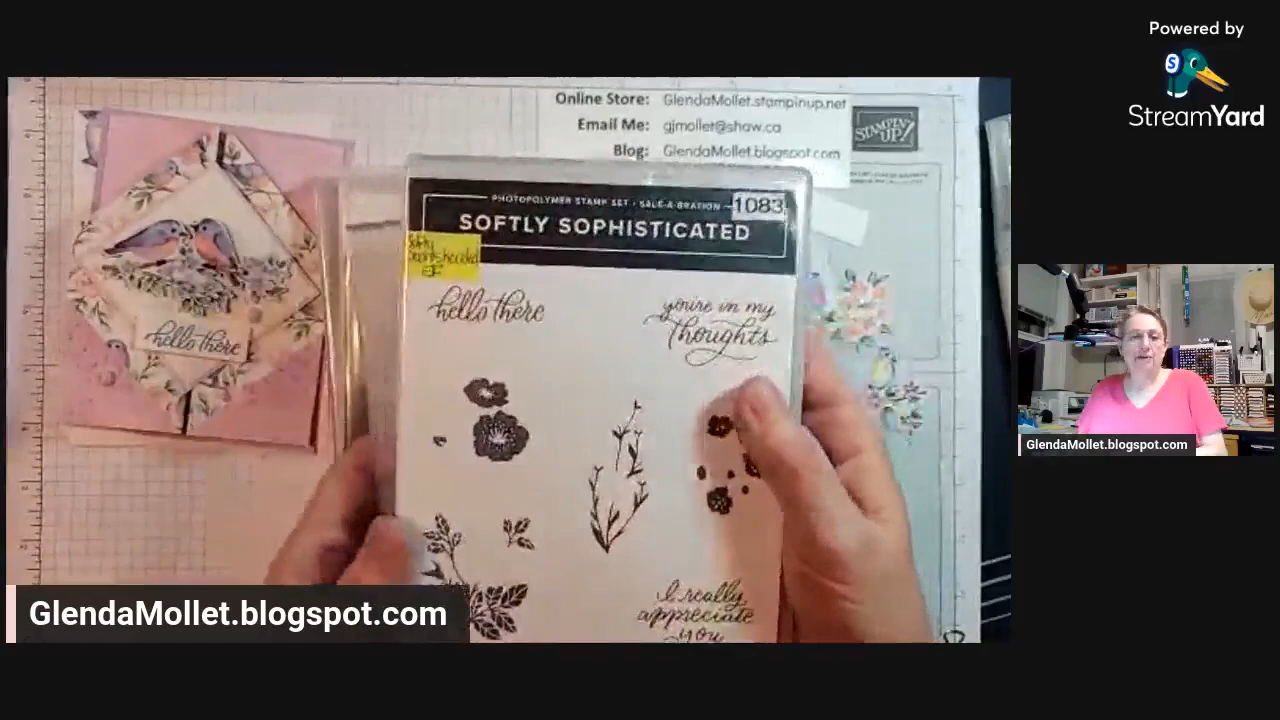 Powered by
StreamYard
Online Store: GlendaMollet.stampinup.net
Email Me: gjmollet@shaw.ca
Blog: GlendaMollet.blogspot.com
STAMPIN' UP!
PHOTOPOLYMER STAMP SET • SALE-A-BRATION
1083
SOFTLY SOPHISTICATED
hello there
you're in my
thoughts
hello there
I really
appreciate
you
GlendaMollet.blogspot.com
GlendaMollet.blogspot.com